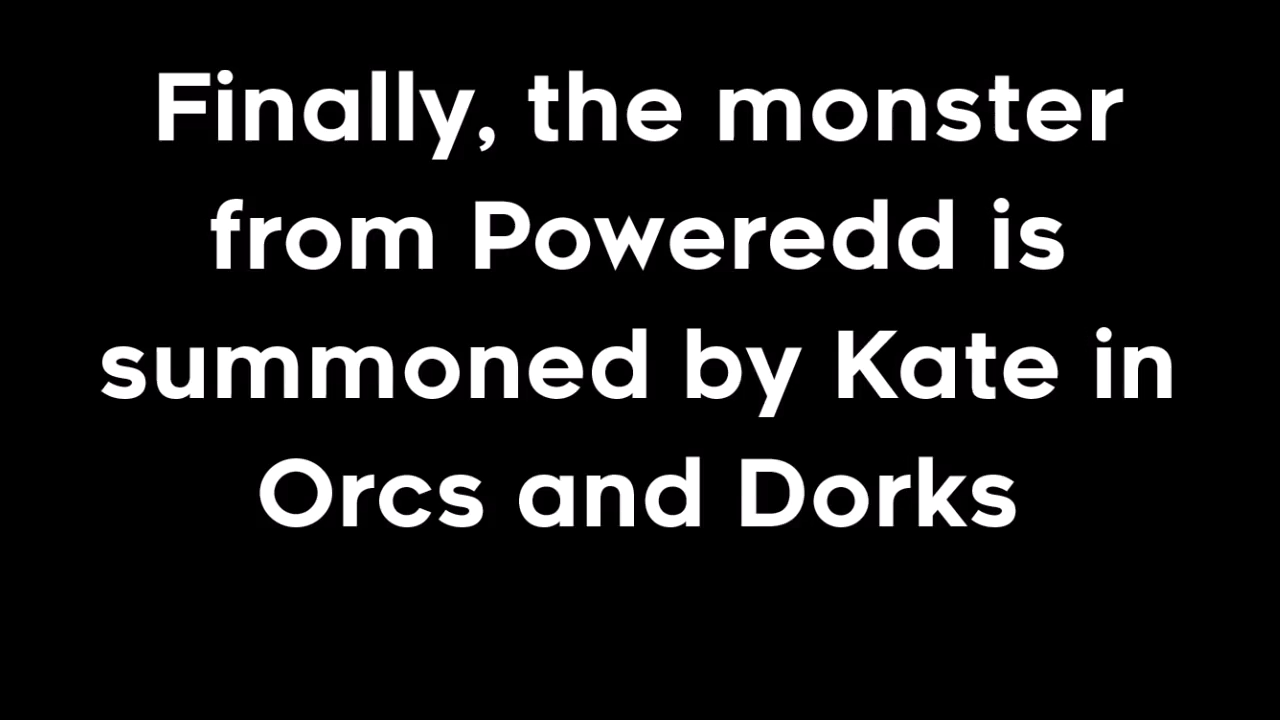 Finally, the monster
from Poweredd is
summoned by Kate in
Orcs and Dorks